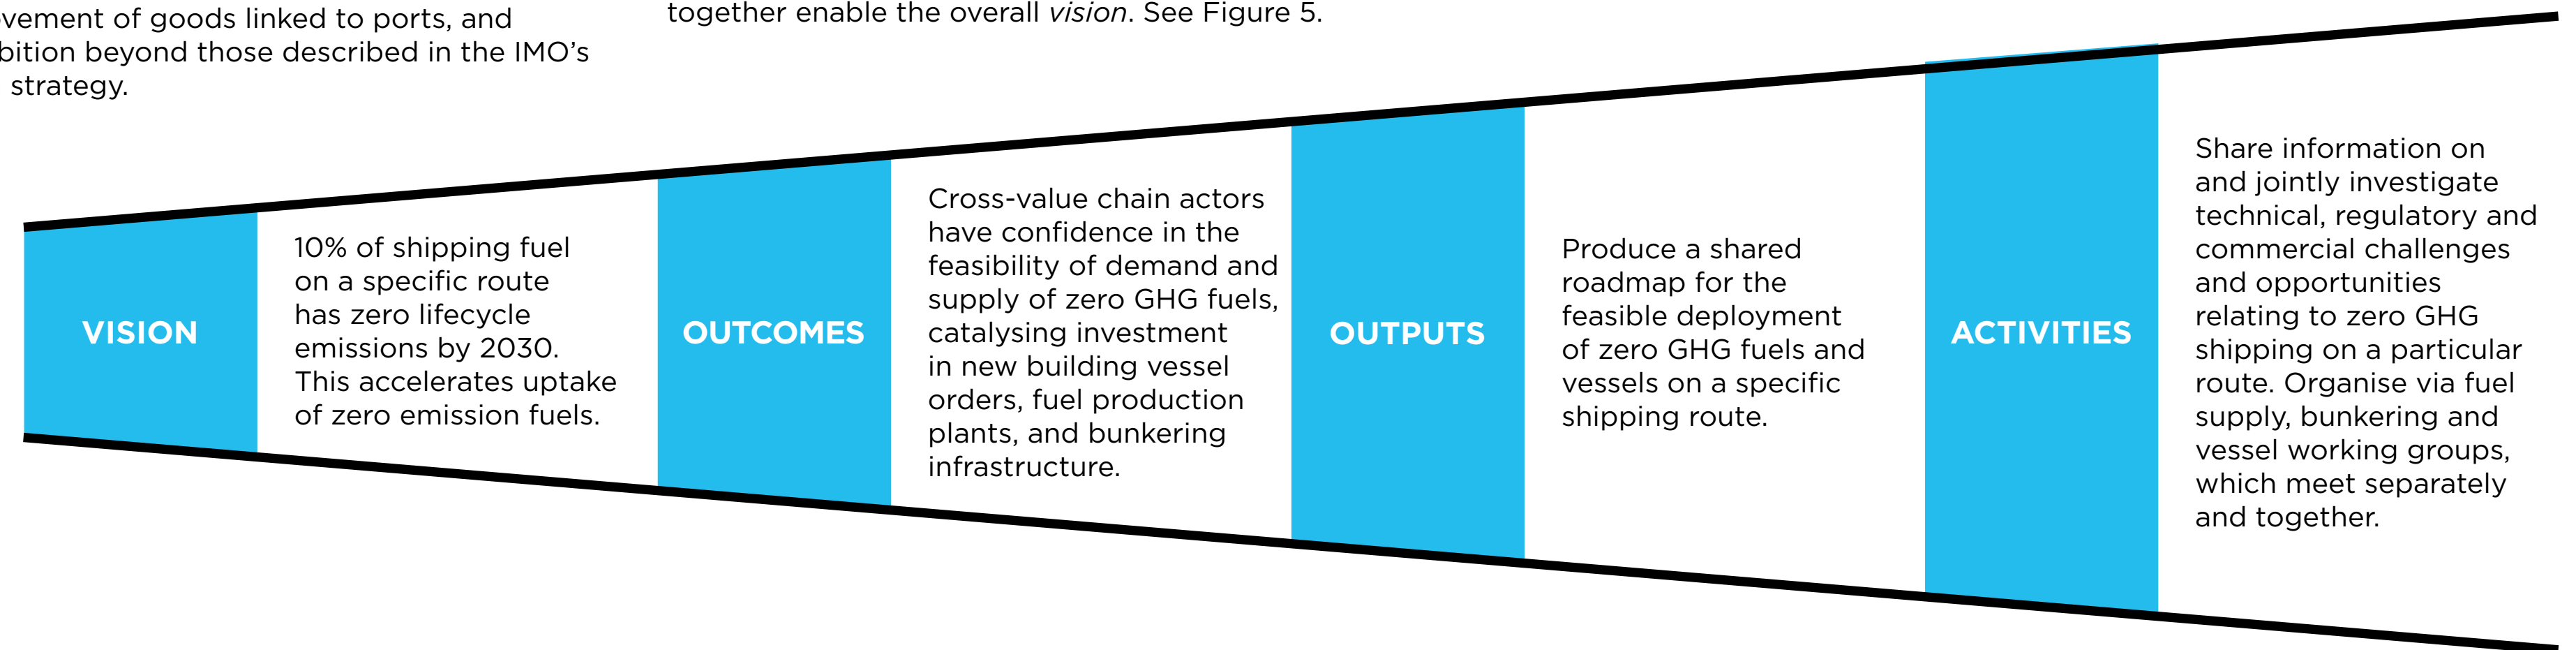 vement of goods linked to ports, and
bition beyond those described in the IMO’s
strategy.
together enable the overall vision. See Figure 5.
VISION
10% of shipping fuel
on a specific route
has zero lifecycle
emissions by 2030.
This accelerates uptake
of zero emission fuels.
OUTCOMES
Cross-value chain actors
have confidence in the
feasibility of demand and
supply of zero GHG fuels,
catalysing investment
in new building vessel
orders, fuel production
plants, and bunkering
infrastructure.
OUTPUTS
Produce a shared
roadmap for the
feasible deployment
of zero GHG fuels and
vessels on a specific
shipping route.
ACTIVITIES
Share information on
and jointly investigate
technical, regulatory and
commercial challenges
and opportunities
relating to zero GHG
shipping on a particular
route. Organise via fuel
supply, bunkering and
vessel working groups,
which meet separately
and together.